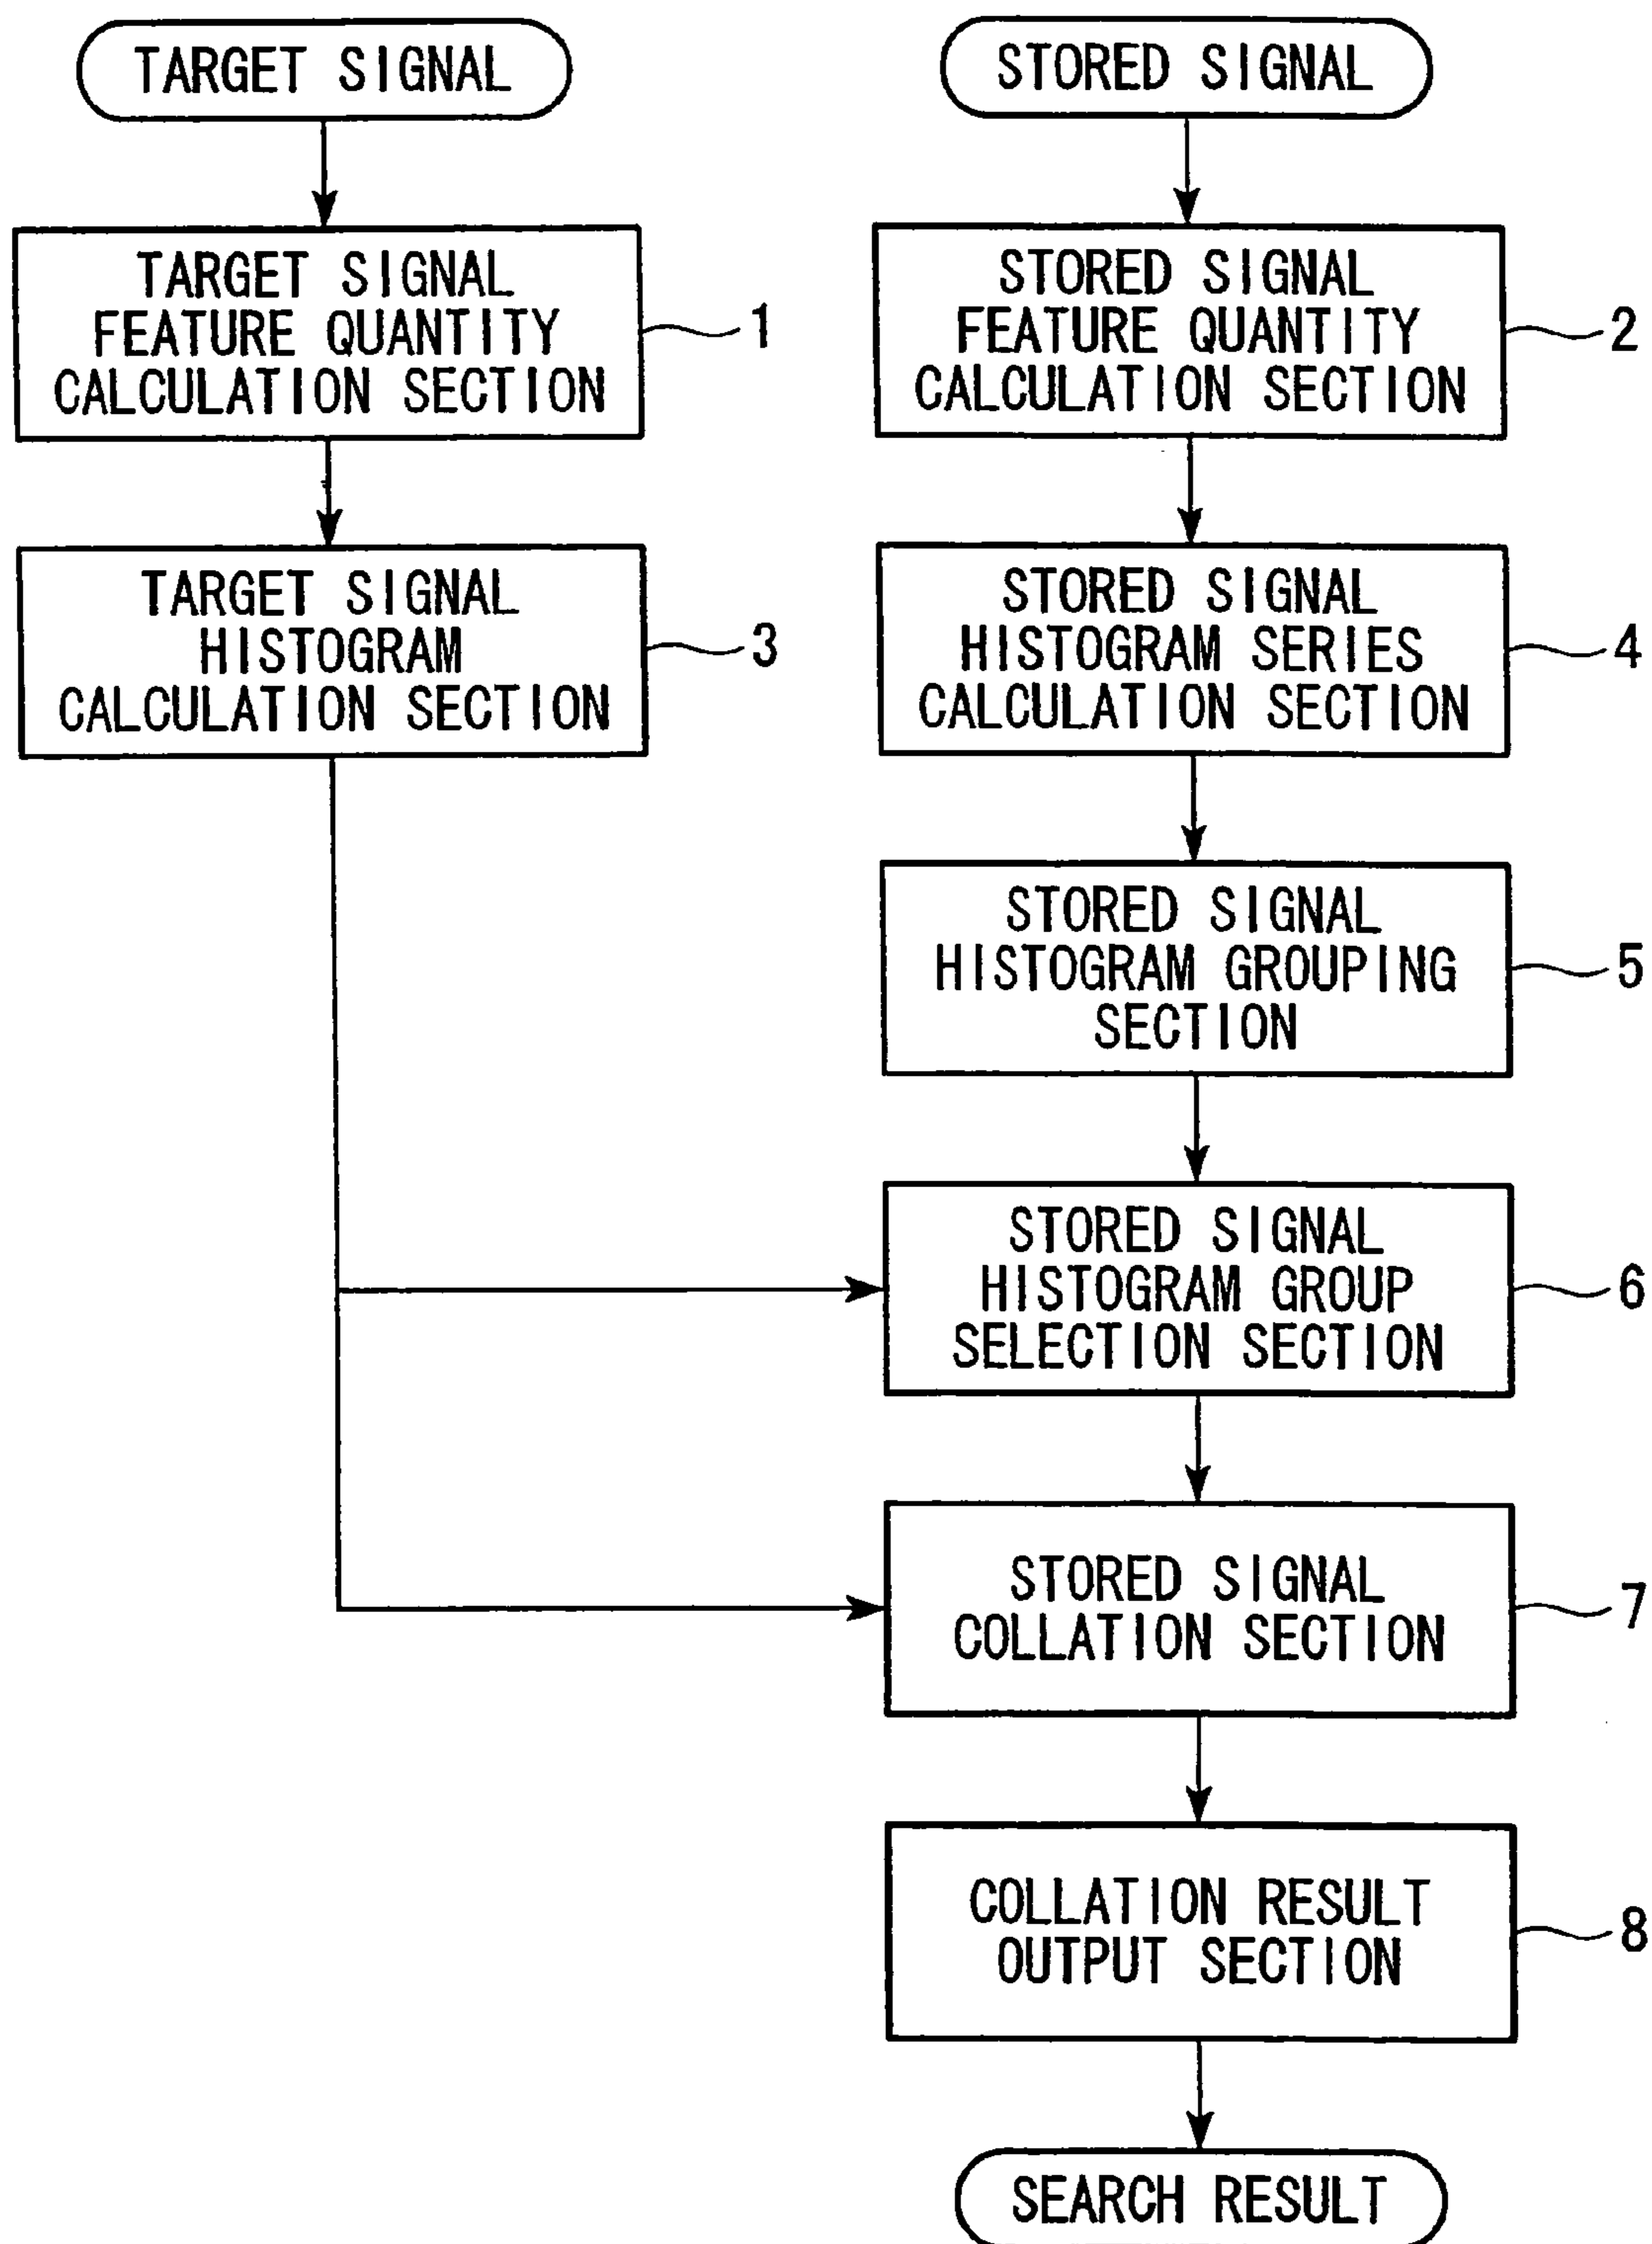 TARGET SIGNAL
STORED SIGNAL
TARGET SIGNAL
FEATURE QUANTITY
CALCULATION SECTION
1
STORED SIGNAL
FEATURE QUANTITY
CALCULATION SECTION
2
TARGET SIGNAL
HISTOGRAM
CALCULATION SECTION
3
STORED SIGNAL
HISTOGRAM SERIES
CALCULATION SECTION
4
STORED SIGNAL
HISTOGRAM GROUPING
SECTION
5
STORED SIGNAL
HISTOGRAM GROUP
SELECTION SECTION
6
STORED SIGNAL
COLLATION SECTION
7
COLLATION RESULT
OUTPUT SECTION
8
SEARCH RESULT